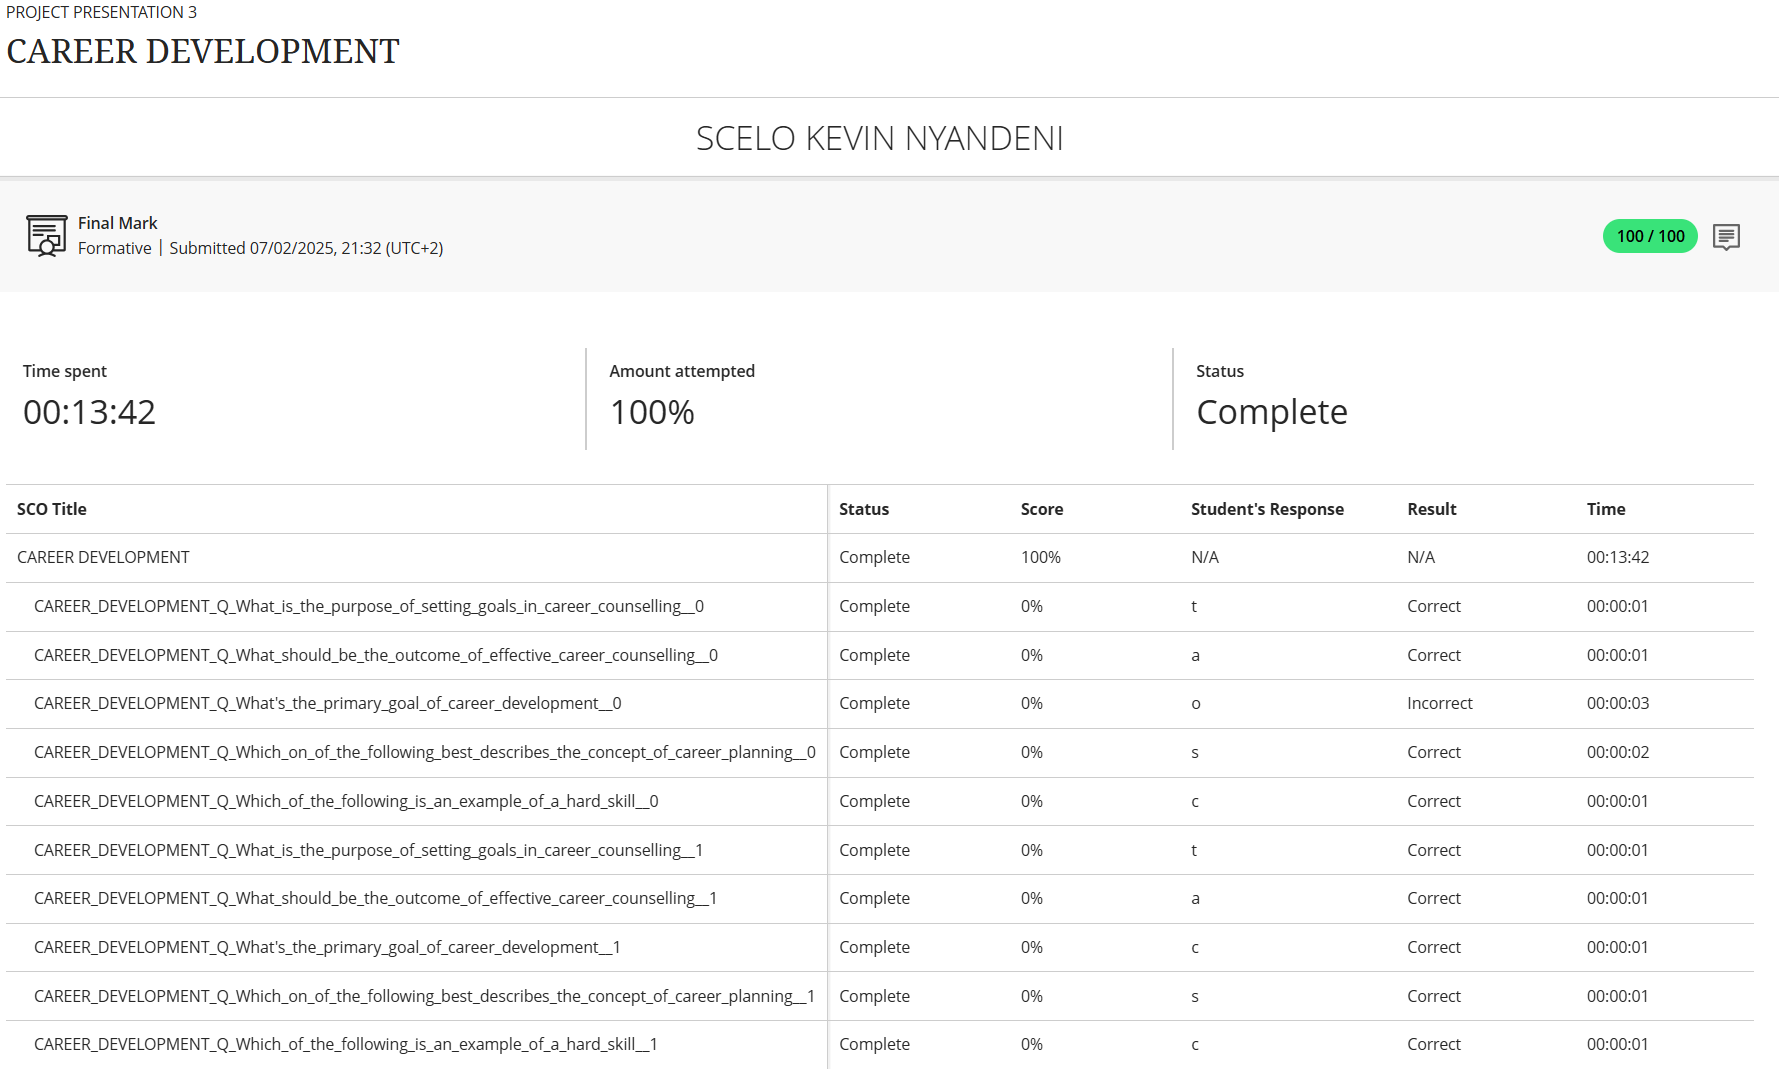 PROJECT PRESENTATION 3
CAREER DEVELOPMENT
SCELO KEVIN NYANDENI
Final Mark
Formative | Submitted 07/02/2025, 21:32 (UTC+2)
100 / 100
Time spent
00:13:42
Amount attempted
100%
Status
Complete
SCO Title Status Score Student's Response Result Time
CAREER DEVELOPMENT Complete 100% N/A N/A 00:13:42
CAREER_DEVELOPMENT_Q_What_is_the_purpose_of_setting_goals_in_career_counselling__0 Complete 0% t Correct 00:00:01
CAREER_DEVELOPMENT_Q_What_should_be_the_outcome_of_effective_career_counselling__0 Complete 0% a Correct 00:00:01
CAREER_DEVELOPMENT_Q_What's_the_primary_goal_of_career_development__0 Complete 0% o Incorrect 00:00:03
CAREER_DEVELOPMENT_Q_Which_on_of_the_following_best_describes_the_concept_of_career_planning__0 Complete 0% s Correct 00:00:02
CAREER_DEVELOPMENT_Q_Which_of_the_following_is_an_example_of_a_hard_skill__0 Complete 0% c Correct 00:00:01
CAREER_DEVELOPMENT_Q_What_is_the_purpose_of_setting_goals_in_career_counselling__1 Complete 0% t Correct 00:00:01
CAREER_DEVELOPMENT_Q_What_should_be_the_outcome_of_effective_career_counselling__1 Complete 0% a Correct 00:00:01
CAREER_DEVELOPMENT_Q_What's_the_primary_goal_of_career_development__1 Complete 0% c Correct 00:00:01
CAREER_DEVELOPMENT_Q_Which_on_of_the_following_best_describes_the_concept_of_career_planning__1 Complete 0% s Correct 00:00:01
CAREER_DEVELOPMENT_Q_Which_of_the_following_is_an_example_of_a_hard_skill__1 Complete 0% c Correct 00:00:01